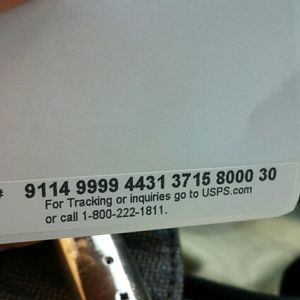 # 9114 9999 4431 3715 8000 30
For Tracking or inquiries go to USPS.com
or call 1-800-222-1811.